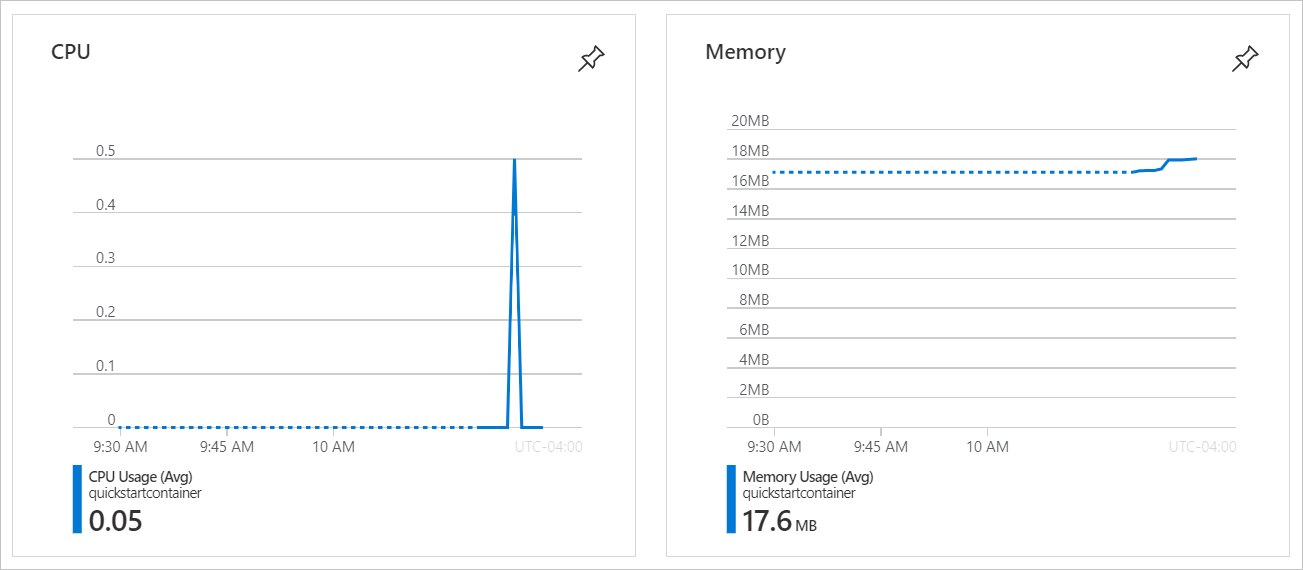 CPU
0.5
0.4
0.3
0.2
0.1
0
9:30 AM 9:45 AM 10 AM UTC-04:00
CPU Usage (Avg)
quickstartcontainer
0.05
Memory
20MB
18MB
16MB
14MB
12MB
10MB
8MB
6MB
4MB
2MB
0B
9:30 AM 9:45 AM 10 AM UTC-04:00
Memory Usage (Avg)
quickstartcontainer
17.6 MB